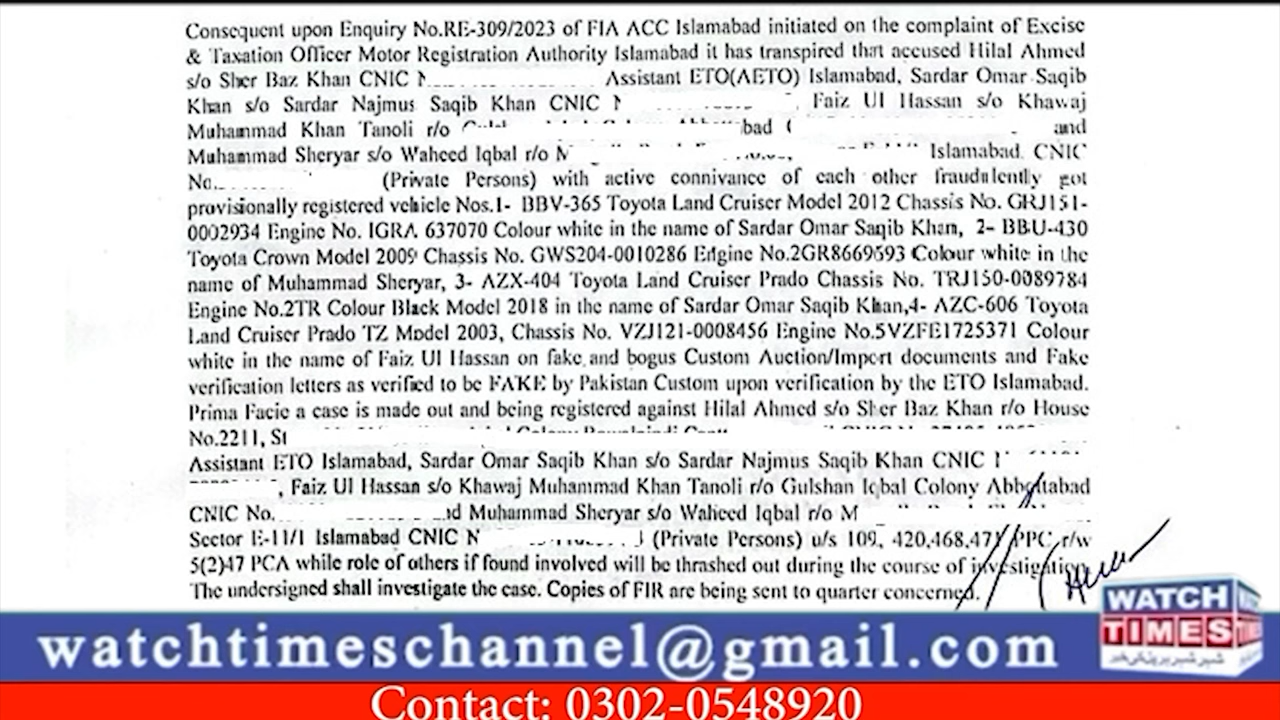 Consequent upon Enquiry No.RE-309/2023 of FIA ACC Islamabad initiated on the complaint of Excise
& Taxation Officer Motor Registration Authority Islamabad it has transpired that accused Hilal Ahmed
s/o Sher Baz Khan CNIC Assistant ETO(AETO) Islamabad, Sardar Omar Saqib
Khan s/o Sardar Najmus Saqib Khan CNIC Faiz Ul Hassan s/o Khawaj
Muhammad Khan Tanoli r/o and
Muhammad Sheryar s/o Waheed Iqbal r/o Islamabad. CNIC
No. (Private Persons) with active connivance of each other fraudulently got
provisionally registered vehicle Nos.1- BBV-365 Toyota Land Cruiser Model 2012 Chassis No. GRJ151-
0002934 Engine No. IGRA 637070 Colour white in the name of Sardar Omar Saqib Khan, 2- BBU-430
Toyota Crown Model 2009 Chassis No. GWS204-0010286 Engine No.2GR8669693 Colour white in the
name of Muhammad Sheryar, 3- AZX-404 Toyota Land Cruiser Prado Chassis No. TRJ150-0089784
Engine No.2TR Colour Black Model 2018 in the name of Sardar Omar Saqib Khan,4- AZC-606 Toyota
Land Cruiser Prado TZ Model 2003, Chassis No. VZJ121-0008456 Engine No.5VZFE1725371 Colour
white in the name of Faiz Ul Hassan on fake and bogus Custom Auction/Import documents and Fake
verification letters as verified to be FAKE by Pakistan Custom upon verification by the ETO Islamabad.
Prima Facie a case is made out and being registered against Hilal Ahmed s/o Sher Baz Khan r/o House
No.2211, St
Assistant ETO Islamabad, Sardar Omar Saqib Khan s/o Sardar Najmus Saqib Khan CNIC
, Faiz Ul Hassan s/o Khawaj Muhammad Khan Tanoli r/o Gulshan Iqbal Colony Abbottabad
CNIC No. Muhammad Sheryar s/o Waheed Iqbal r/o
Sector E-11/1 Islamabad CNIC (Private Persons) u/s 109, 420,468,471 PPC r/w
5(2)47 PCA while role of others if found involved will be thrashed out during the course of investigation.
The undersigned shall investigate the case. Copies of FIR are being sent to quarter concerned.
WATCH
TIMES
watchtimeschannel@gmail.com
Contact: 0302-0548920